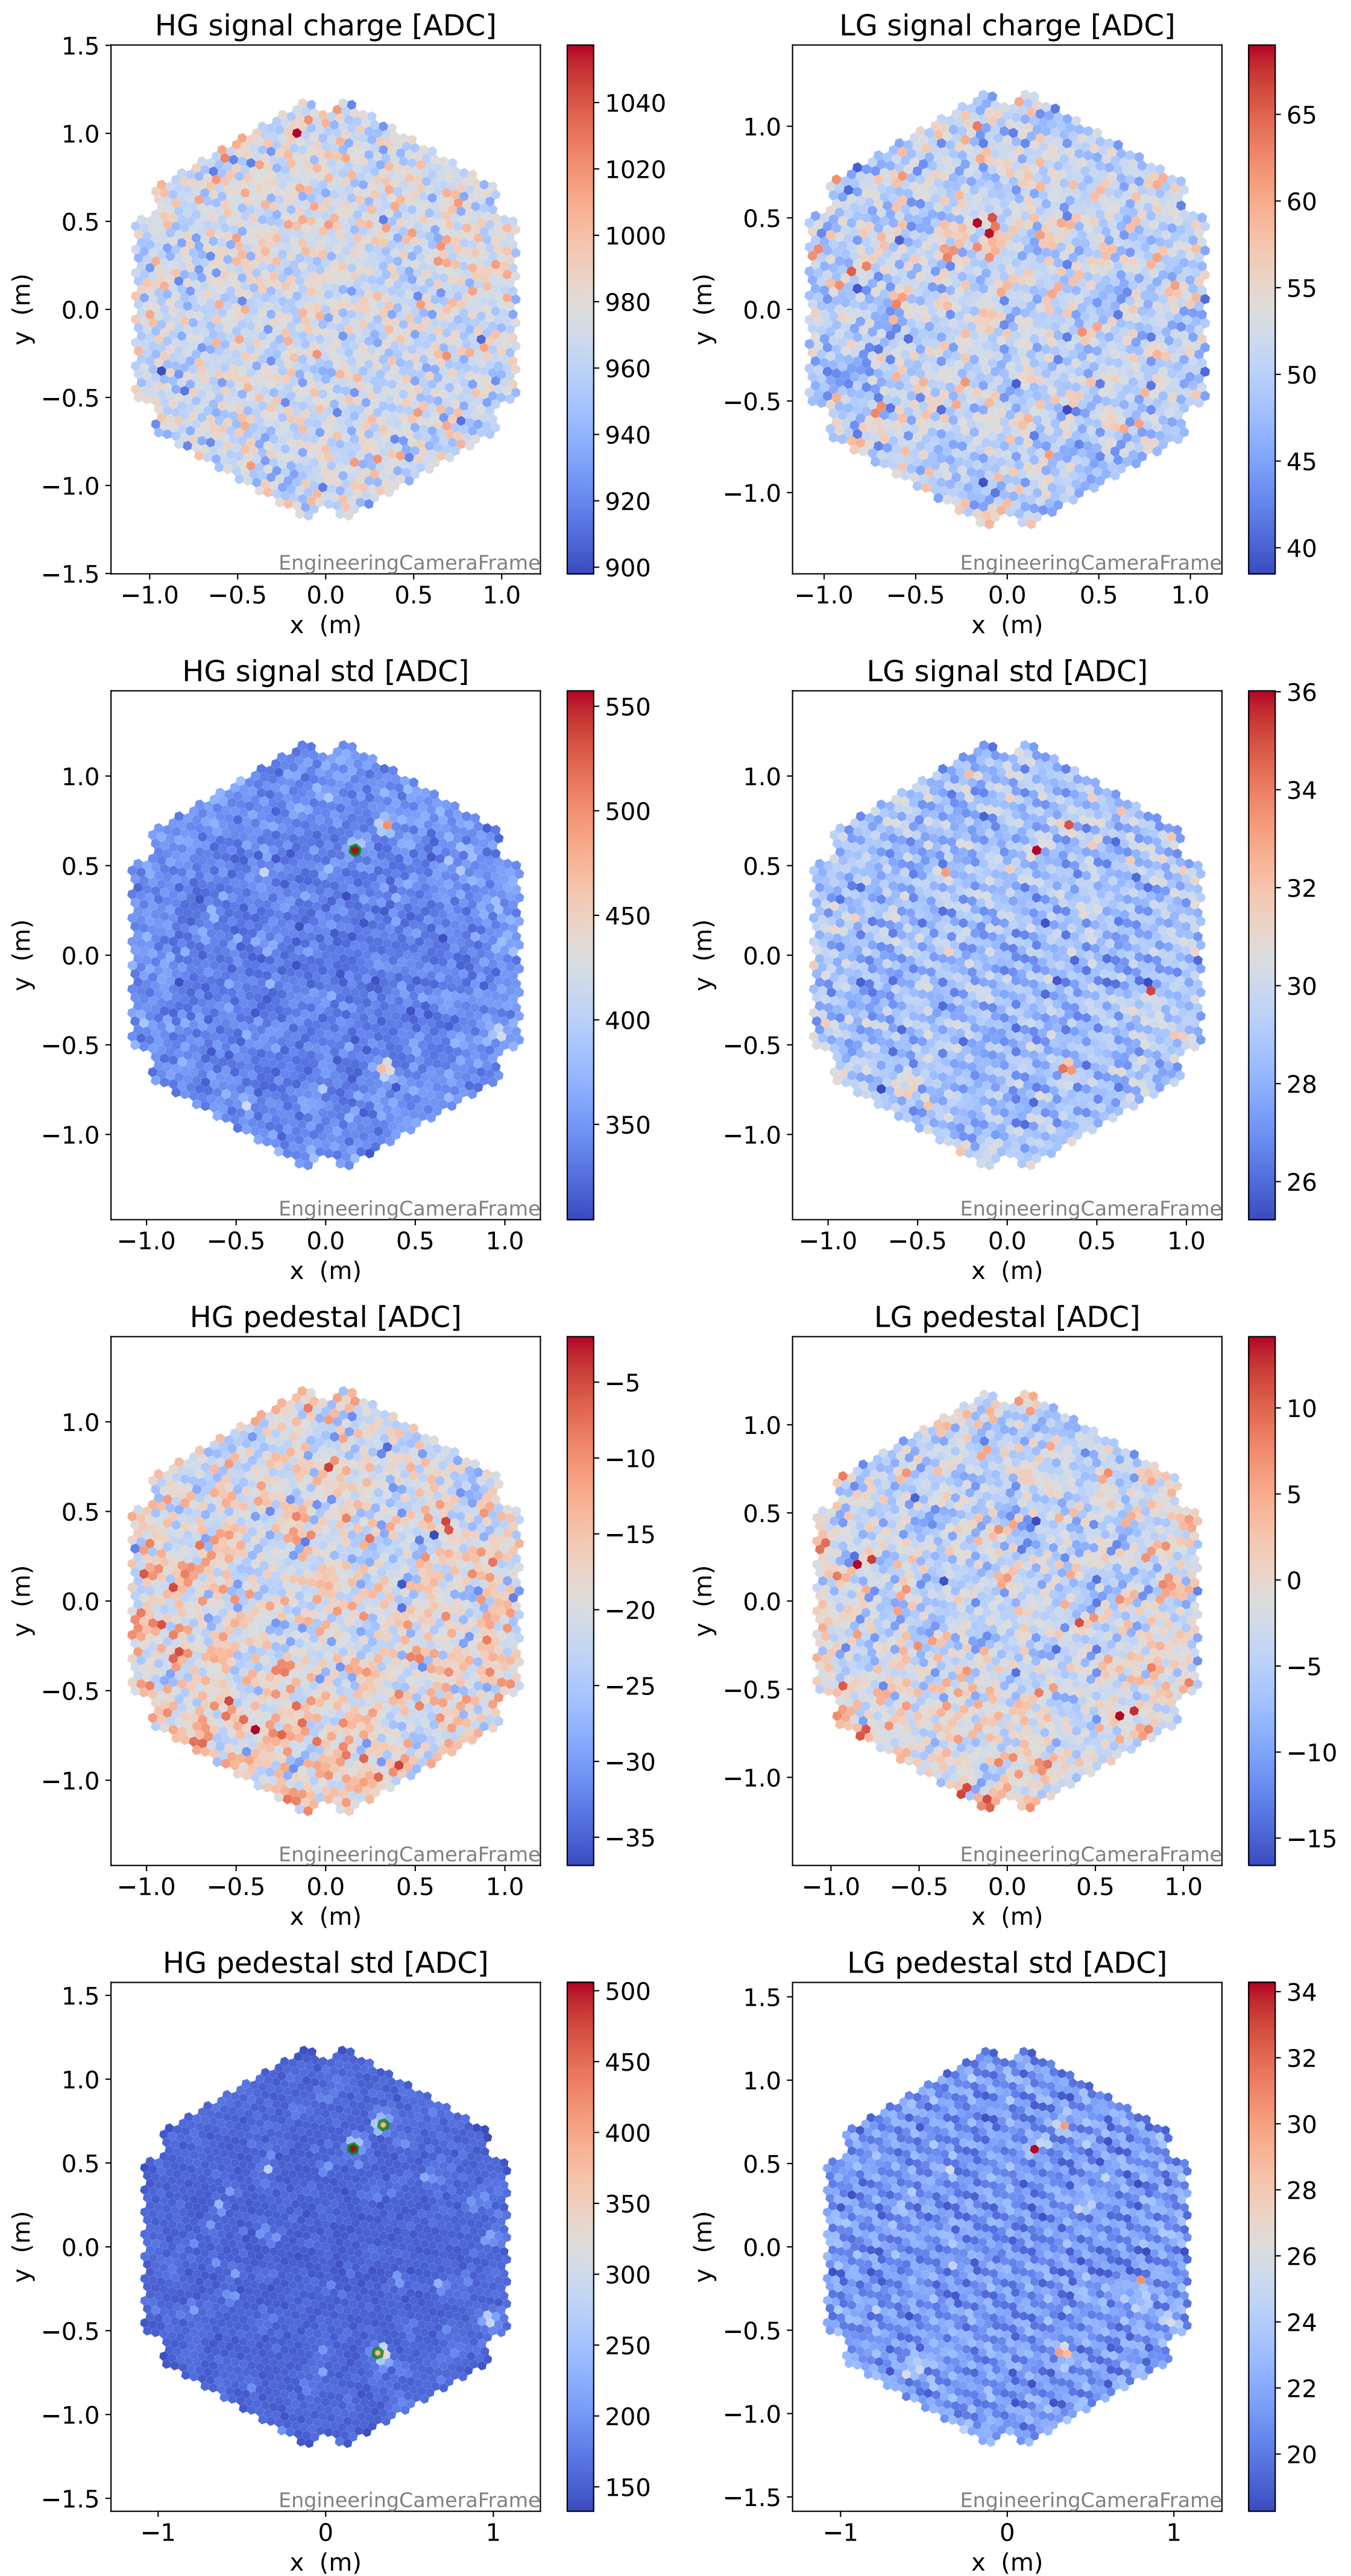 HG signal charge [ADC]
1.5
1.0
0.5
0.0
−0.5
−1.0
−1.5
y (m)
−1.0 −0.5 0.0 0.5 1.0
x (m)
EngineeringCameraFrame
1040
1020
1000
980
960
940
920
900
LG signal charge [ADC]
1.0
0.5
0.0
−0.5
−1.0
y (m)
−1.0 −0.5 0.0 0.5 1.0
x (m)
EngineeringCameraFrame
65
60
55
50
45
40
HG signal std [ADC]
1.0
0.5
0.0
−0.5
−1.0
y (m)
−1.0 −0.5 0.0 0.5 1.0
x (m)
EngineeringCameraFrame
550
500
450
400
350
LG signal std [ADC]
1.0
0.5
0.0
−0.5
−1.0
y (m)
−1.0 −0.5 0.0 0.5 1.0
x (m)
EngineeringCameraFrame
36
34
32
30
28
26
HG pedestal [ADC]
1.0
0.5
0.0
−0.5
−1.0
y (m)
−1.0 −0.5 0.0 0.5 1.0
x (m)
EngineeringCameraFrame
−5
−10
−15
−20
−25
−30
−35
LG pedestal [ADC]
1.0
0.5
0.0
−0.5
−1.0
y (m)
−1.0 −0.5 0.0 0.5 1.0
x (m)
EngineeringCameraFrame
10
5
0
−5
−10
−15
HG pedestal std [ADC]
1.5
1.0
0.5
0.0
−0.5
−1.0
−1.5
y (m)
−1 0 1
x (m)
EngineeringCameraFrame
500
450
400
350
300
250
200
150
LG pedestal std [ADC]
1.5
1.0
0.5
0.0
−0.5
−1.0
−1.5
y (m)
−1 0 1
x (m)
EngineeringCameraFrame
34
32
30
28
26
24
22
20